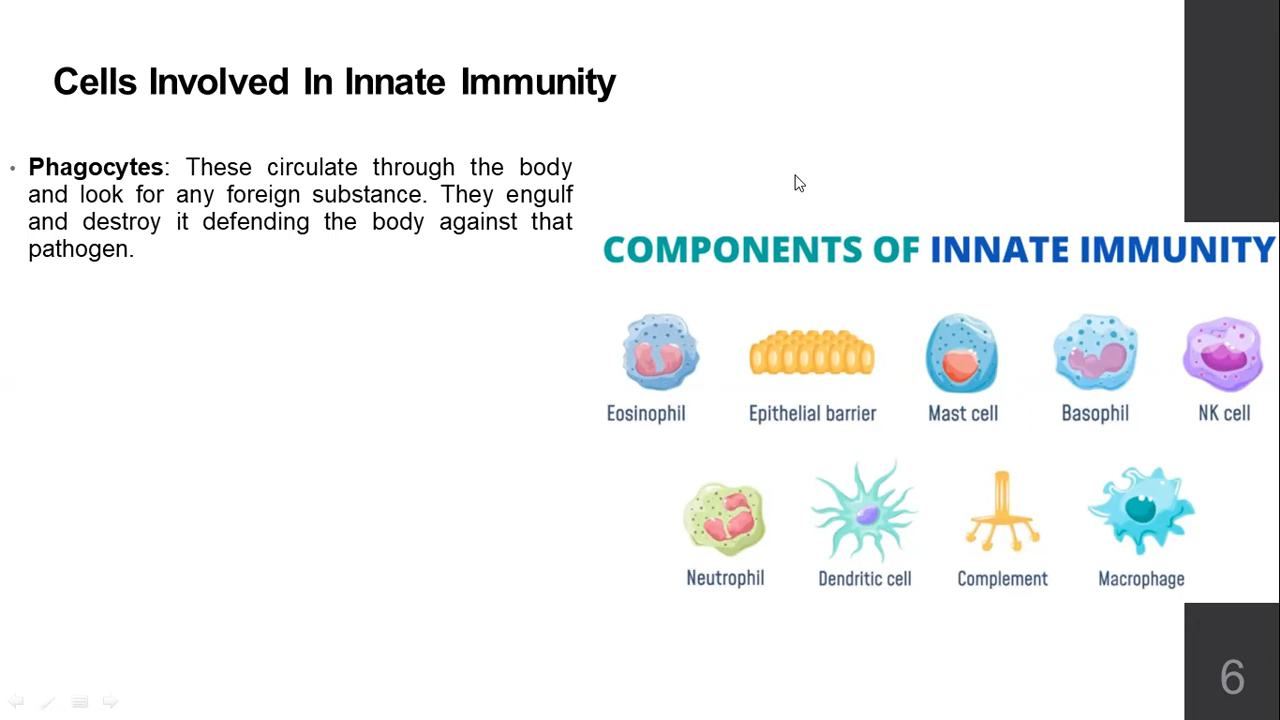 Cells Involved In Innate Immunity
• Phagocytes: These circulate through the body
and look for any foreign substance. They engulf
and destroy it defending the body against that
pathogen.
COMPONENTS OF INNATE IMMUNITY
Eosinophil Epithelial barrier Mast cell Basophil NK cell
Neutrophil Dendritic cell Complement Macrophage
6